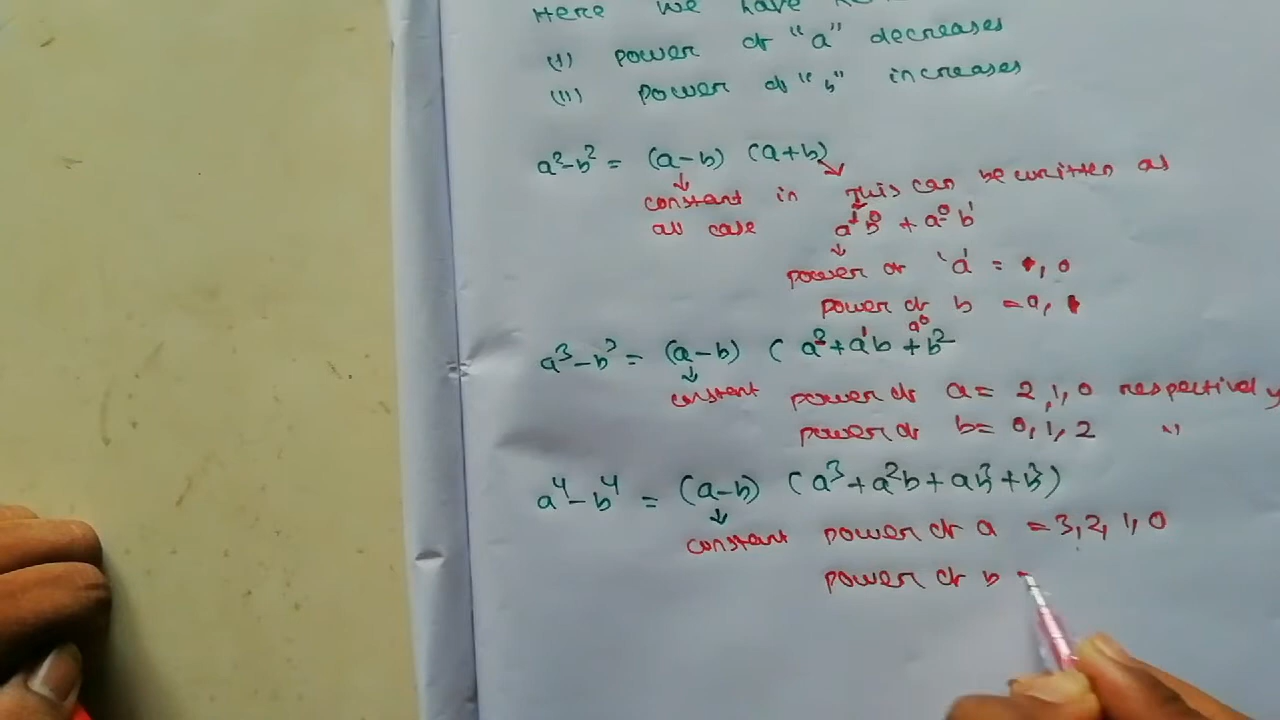 Here we have
(i) power of "a" decreases
(ii) power of "b" increases
a²-b² = (a-b) (a+b)
constant in This can be written as
all case a¹b⁰ + a⁰b¹
power of 'a' = 1, 0
power of b = 0, 1
a⁰
a³-b³ = (a-b) ( a²+a¹b +b²
constant power of a = 2,1,0 respectively
power of b= 0,1,2 "
a⁴-b⁴ = (a-b) (a³+a²b+ab³+b³)
constant power of a =3,2,1,0
power of b